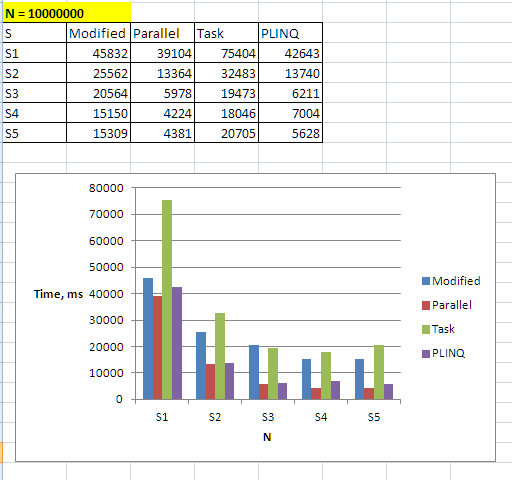 N = 10000000
S Modified Parallel Task PLINQ
S1 45832 39104 75404 42643
S2 25562 13364 32483 13740
S3 20564 5978 19473 6211
S4 15150 4224 18046 7004
S5 15309 4381 20705 5628
80000
70000
60000
50000
Time, ms 40000
30000
20000
10000
0
Modified
Parallel
Task
PLINQ
S1 S2 S3 S4 S5
N